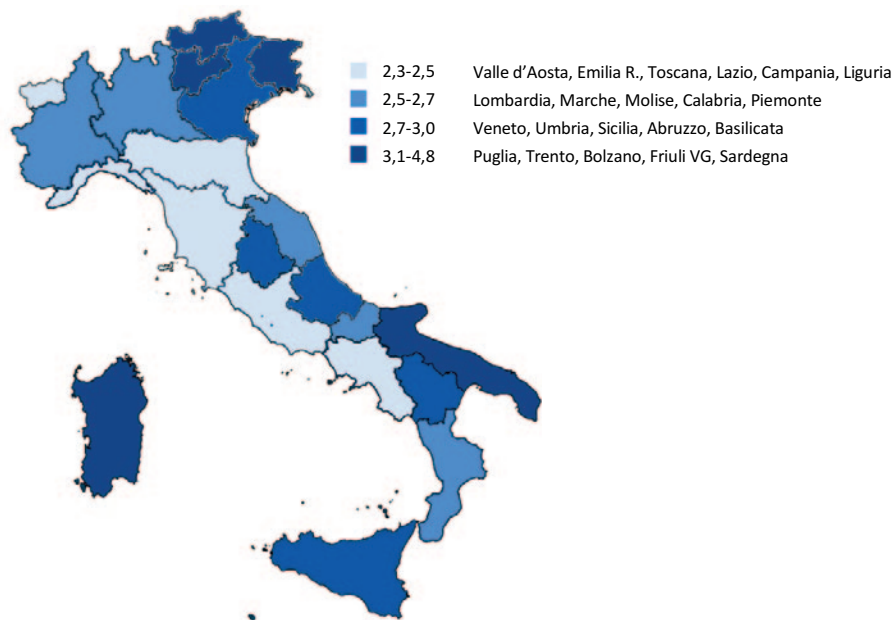 2,3-2,5 Valle d’Aosta, Emilia R., Toscana, Lazio, Campania, Liguria
2,5-2,7 Lombardia, Marche, Molise, Calabria, Piemonte
2,7-3,0 Veneto, Umbria, Sicilia, Abruzzo, Basilicata
3,1-4,8 Puglia, Trento, Bolzano, Friuli VG, Sardegna